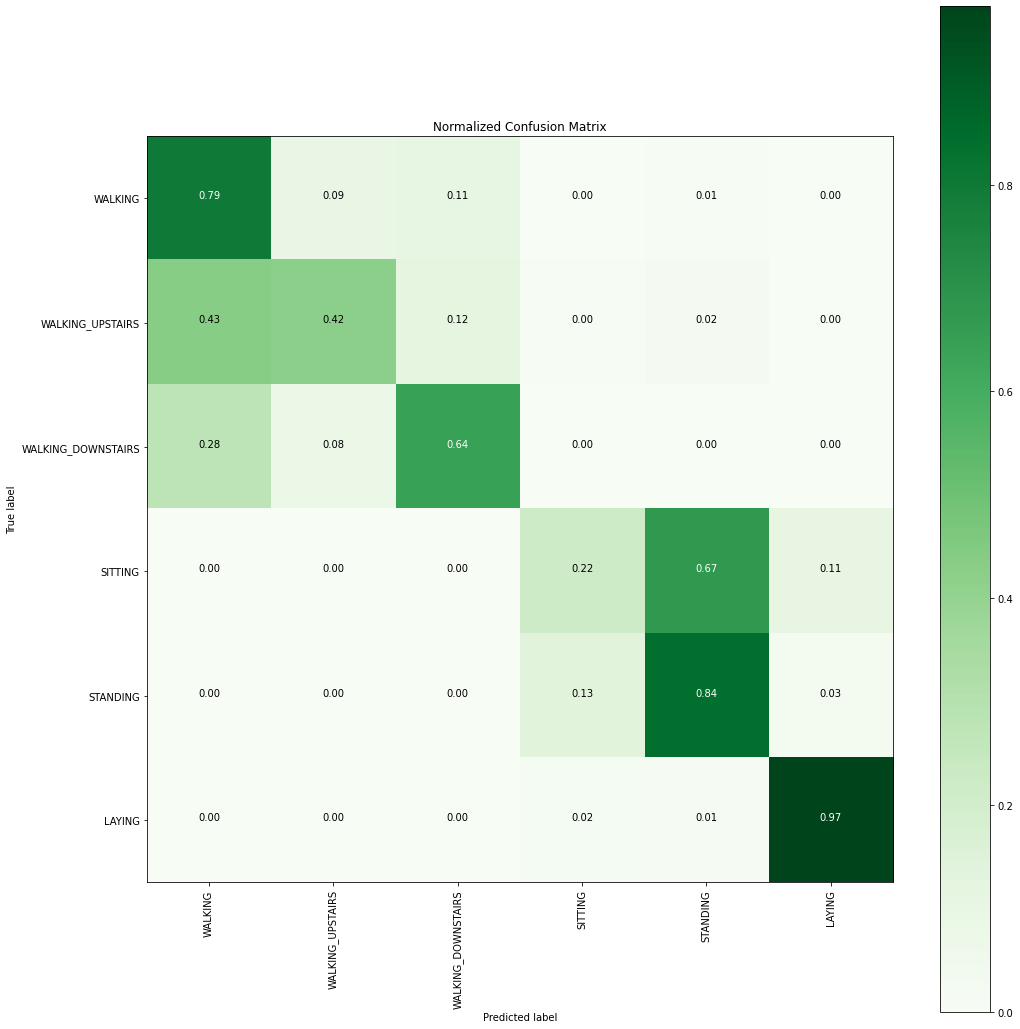 Normalized Confusion Matrix
WALKING 0.79 0.09 0.11 0.00 0.01 0.00
WALKING_UPSTAIRS 0.43 0.42 0.12 0.00 0.02 0.00
WALKING_DOWNSTAIRS 0.28 0.08 0.64 0.00 0.00 0.00
SITTING 0.00 0.00 0.00 0.22 0.67 0.11
STANDING 0.00 0.00 0.00 0.13 0.84 0.03
LAYING 0.00 0.00 0.00 0.02 0.01 0.97
True label
WALKING
WALKING_UPSTAIRS
WALKING_DOWNSTAIRS
SITTING
STANDING
LAYING
Predicted label
0.8
0.6
0.4
0.2
0.0